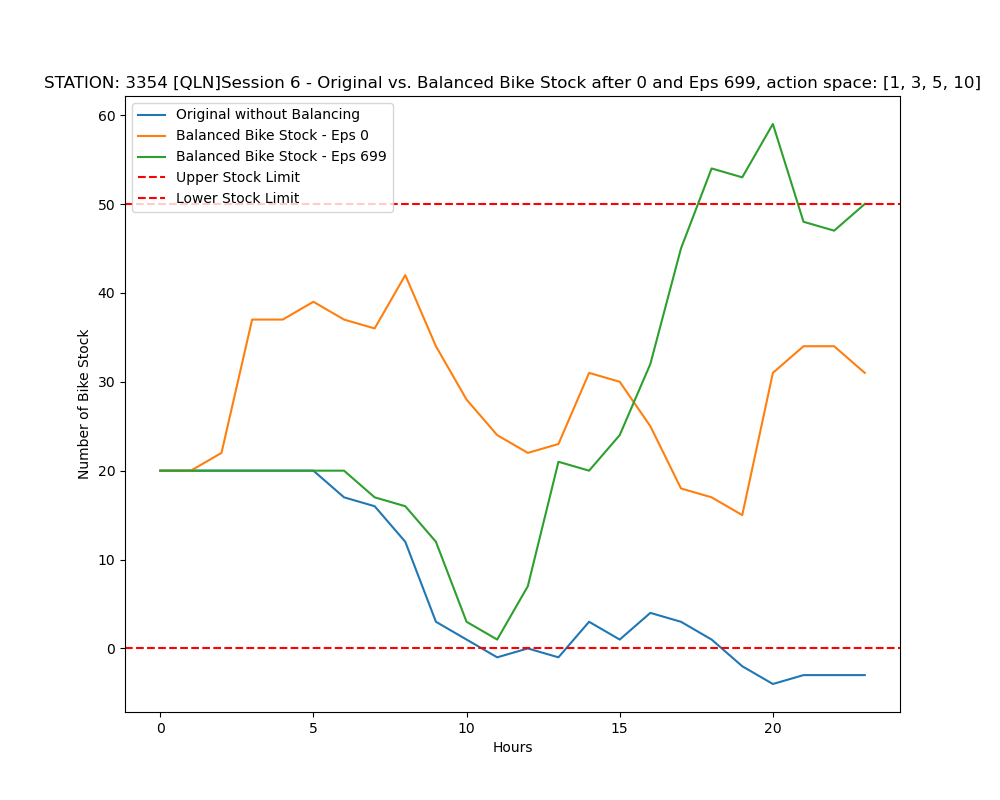 STATION: 3354 [QLN]Session 6 - Original vs. Balanced Bike Stock after 0 and Eps 699, action space: [1, 3, 5, 10]
Original without Balancing
Balanced Bike Stock - Eps 0
Balanced Bike Stock - Eps 699
Upper Stock Limit
Lower Stock Limit
60
50
40
30
20
10
0
Number of Bike Stock
0 5 10 15 20
Hours